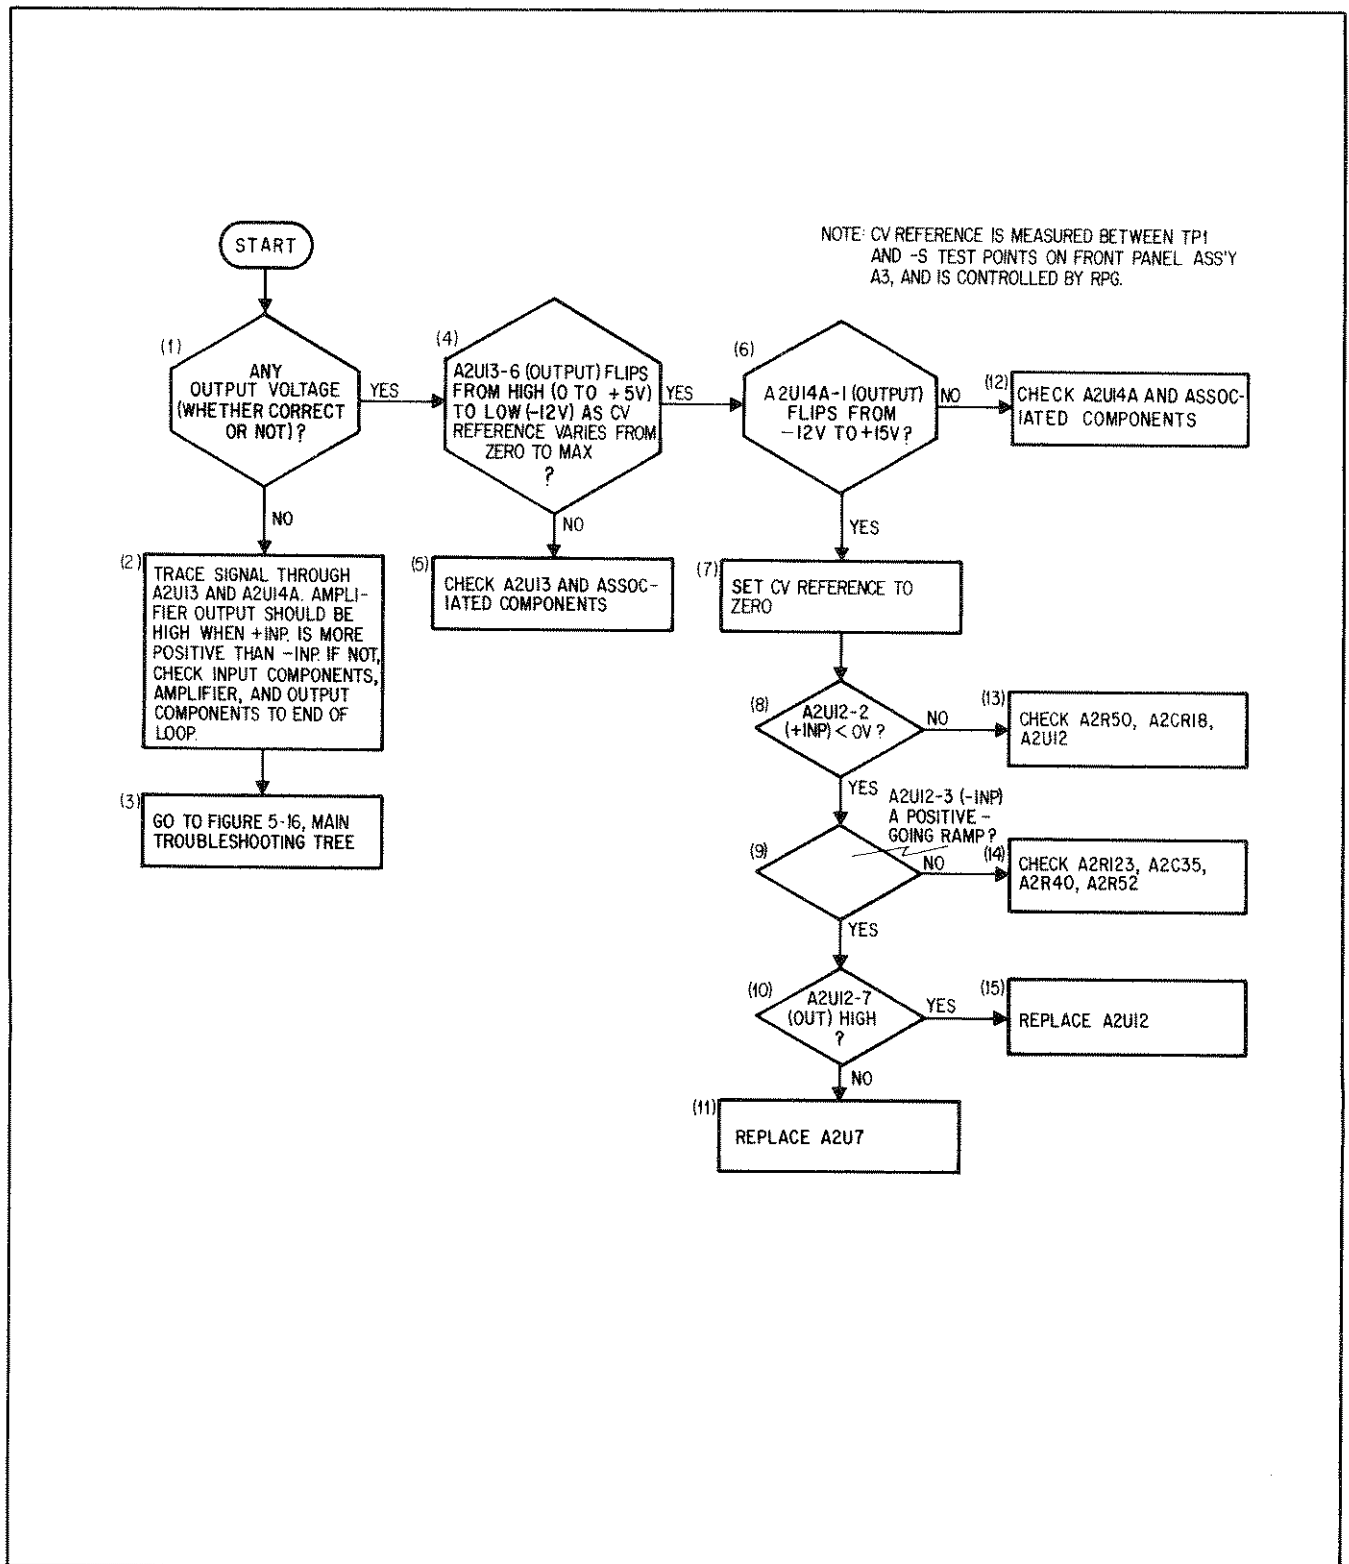 START
NOTE: CV REFERENCE IS MEASURED BETWEEN TP1
AND -S TEST POINTS ON FRONT PANEL ASS'Y
A3, AND IS CONTROLLED BY RPG.
(1)
ANY
OUTPUT VOLTAGE
(WHETHER CORRECT
OR NOT)?
YES
NO
(2)
TRACE SIGNAL THROUGH
A2U13 AND A2U14A. AMPLI-
FIER OUTPUT SHOULD BE
HIGH WHEN +INP. IS MORE
POSITIVE THAN -INP. IF NOT,
CHECK INPUT COMPONENTS,
AMPLIFIER, AND OUTPUT
COMPONENTS TO END OF
LOOP.
(3)
GO TO FIGURE 5-16, MAIN
TROUBLESHOOTING TREE
(4)
A2U13-6 (OUTPUT) FLIPS
FROM HIGH (0 TO +5V)
TO LOW (-12V) AS CV
REFERENCE VARIES FROM
ZERO TO MAX
?
YES
NO
(5)
CHECK A2U13 AND ASSOC-
IATED COMPONENTS
(6)
A2U14A-1 (OUTPUT)
FLIPS FROM
-12V TO +15V?
NO
YES
(12)
CHECK A2U14A AND ASSOC-
IATED COMPONENTS
(7)
SET CV REFERENCE TO
ZERO
(8)
A2U12-2
(+INP) < 0V?
NO
YES
(13)
CHECK A2R50, A2CR18,
A2U12
(9)
A2U12-3 (-INP)
A POSITIVE-
GOING RAMP?
NO
YES
(14)
CHECK A2R123, A2C35,
A2R40, A2R52
(10)
A2U12-7
(OUT) HIGH
?
YES
NO
(15)
REPLACE A2U12
(11)
REPLACE A2U7